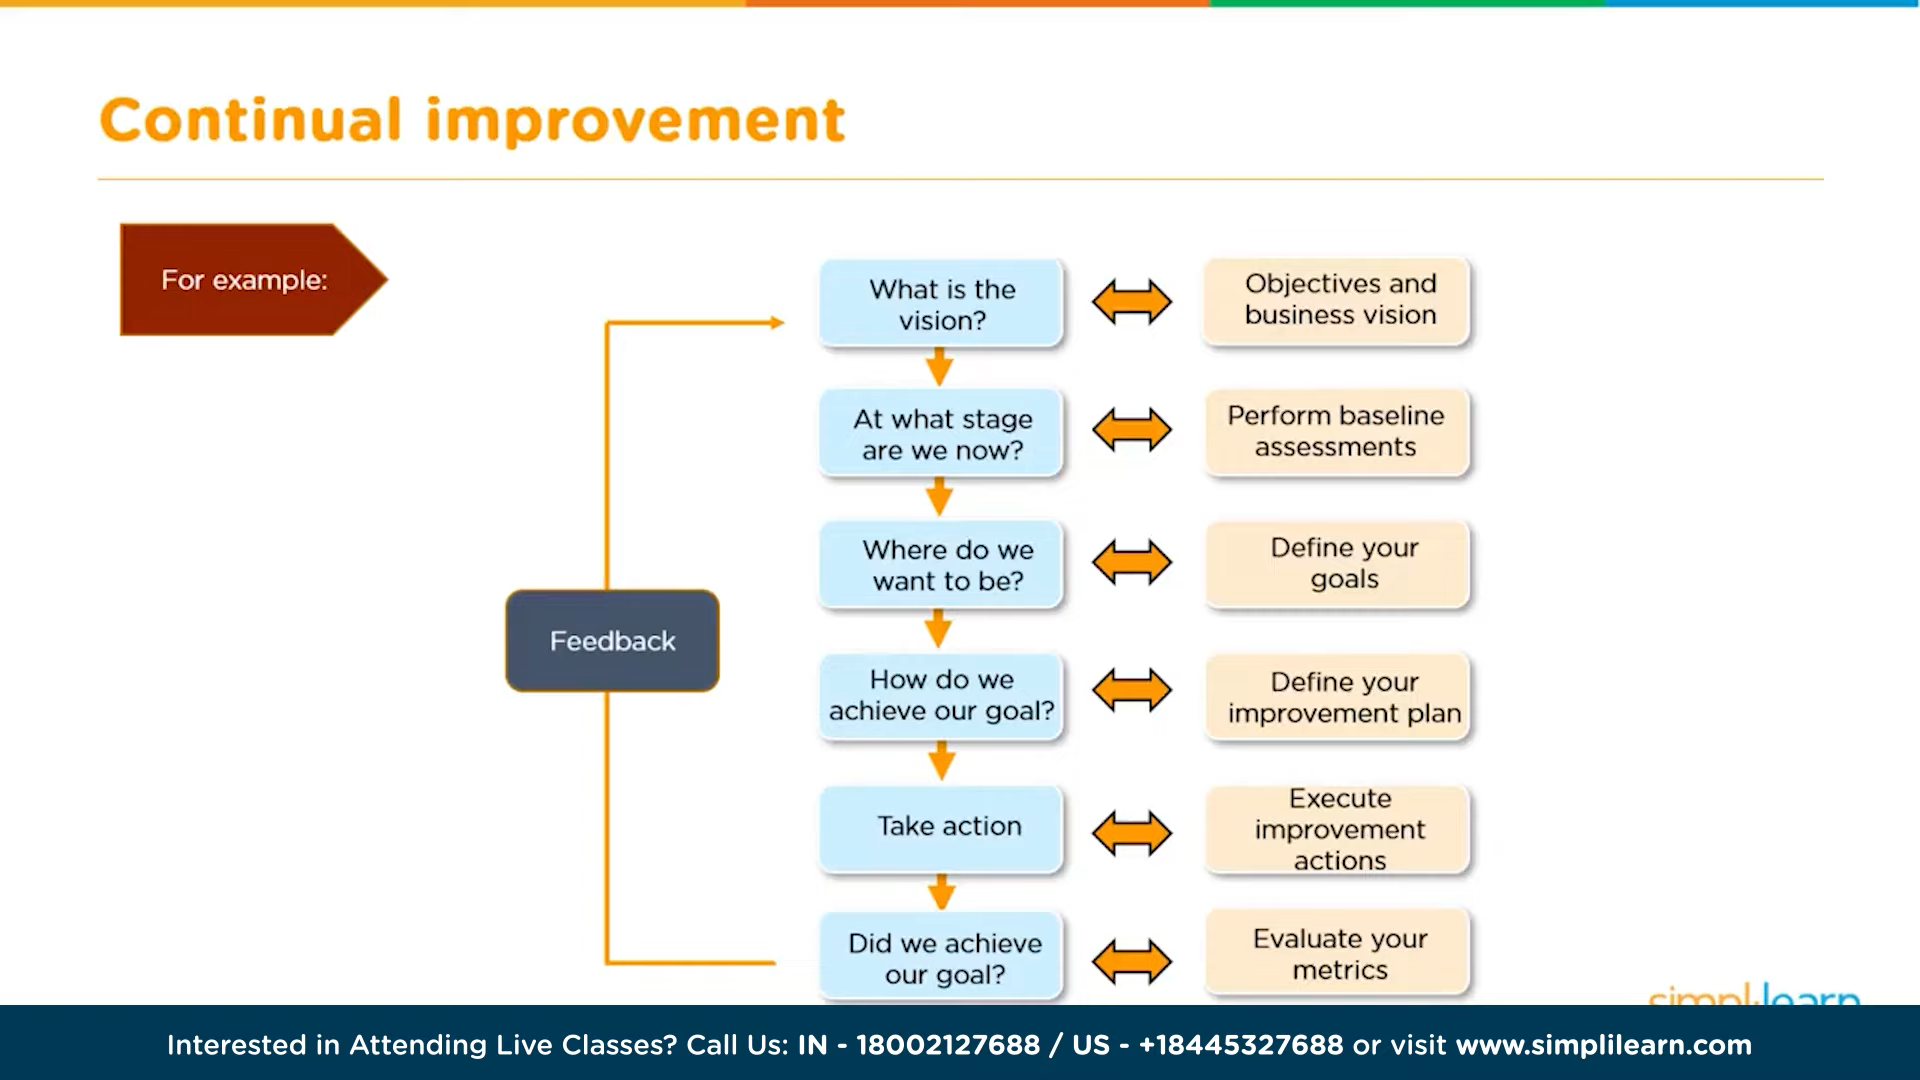 Continual improvement
For example:
What is the
vision?
Objectives and
business vision
At what stage
are we now?
Perform baseline
assessments
Where do we
want to be?
Define your
goals
Feedback
How do we
achieve our goal?
Define your
improvement plan
Take action
Execute
improvement
actions
Did we achieve
our goal?
Evaluate your
metrics
simplilearn
Interested in Attending Live Classes? Call Us: IN - 18002127688 / US - +18445327688 or visit www.simplilearn.com